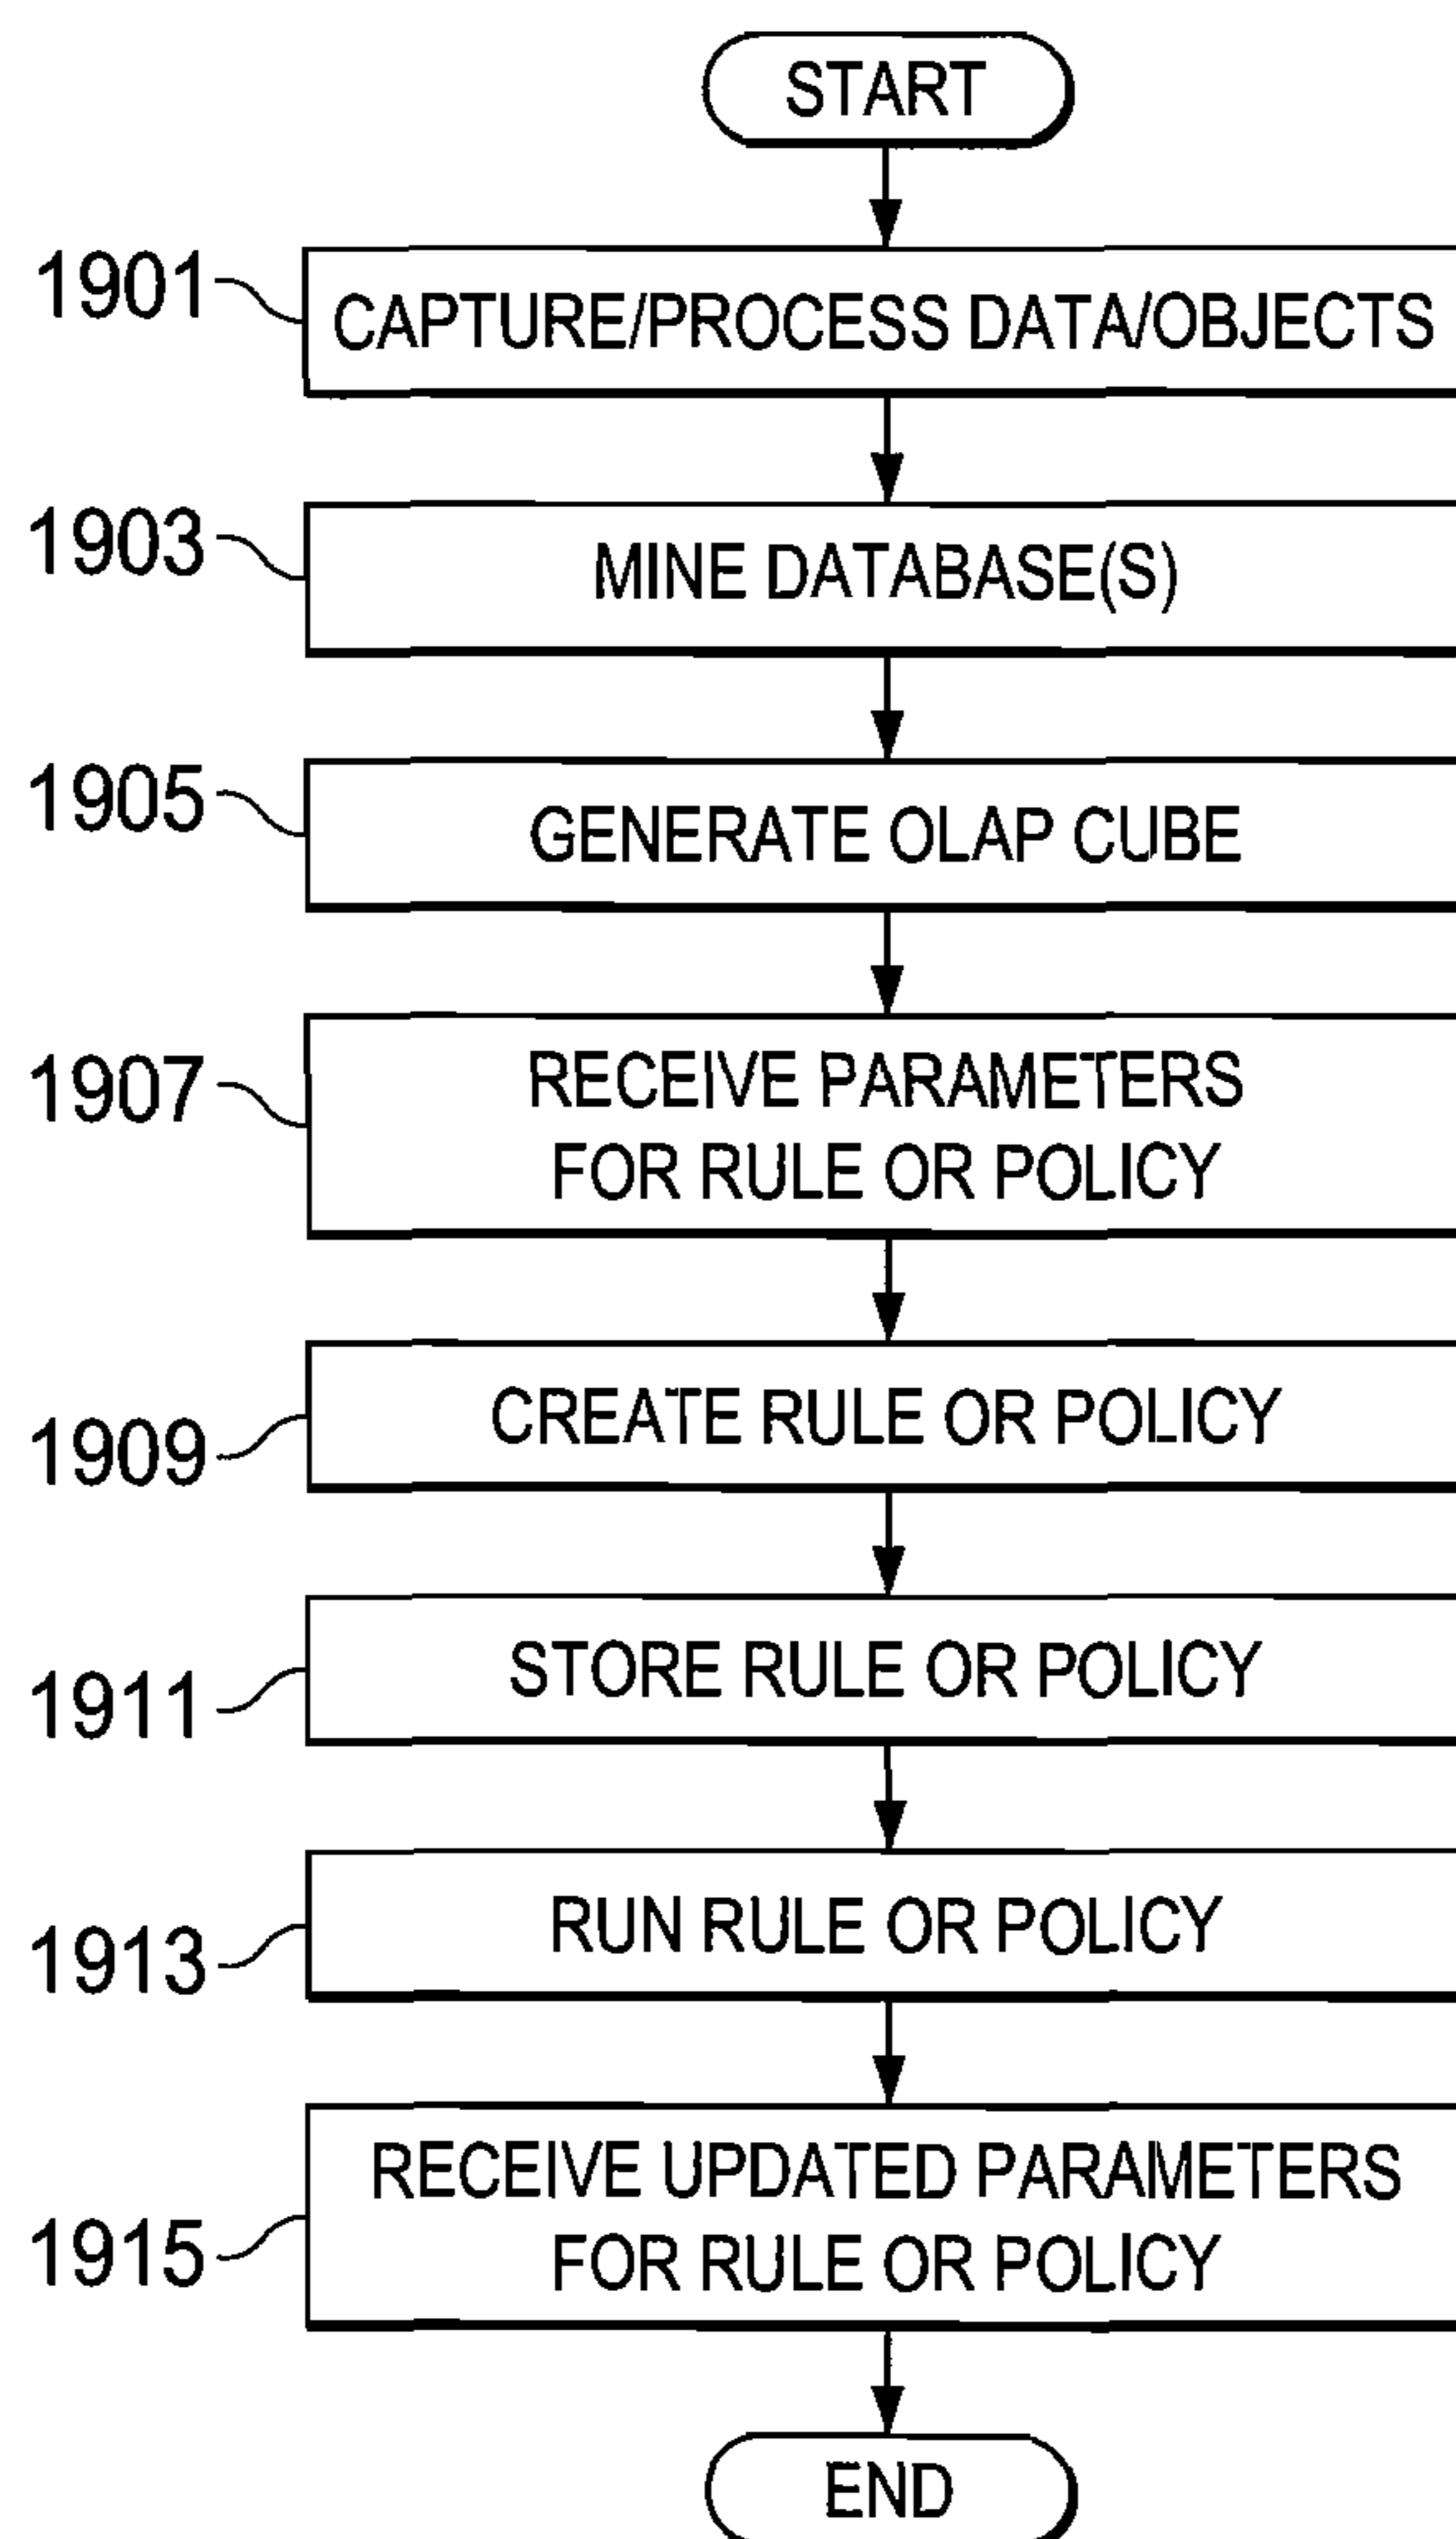 START
1901
CAPTURE/PROCESS DATA/OBJECTS
1903
MINE DATABASE(S)
1905
GENERATE OLAP CUBE
1907
RECEIVE PARAMETERS
FOR RULE OR POLICY
1909
CREATE RULE OR POLICY
1911
STORE RULE OR POLICY
1913
RUN RULE OR POLICY
1915
RECEIVE UPDATED PARAMETERS
FOR RULE OR POLICY
END